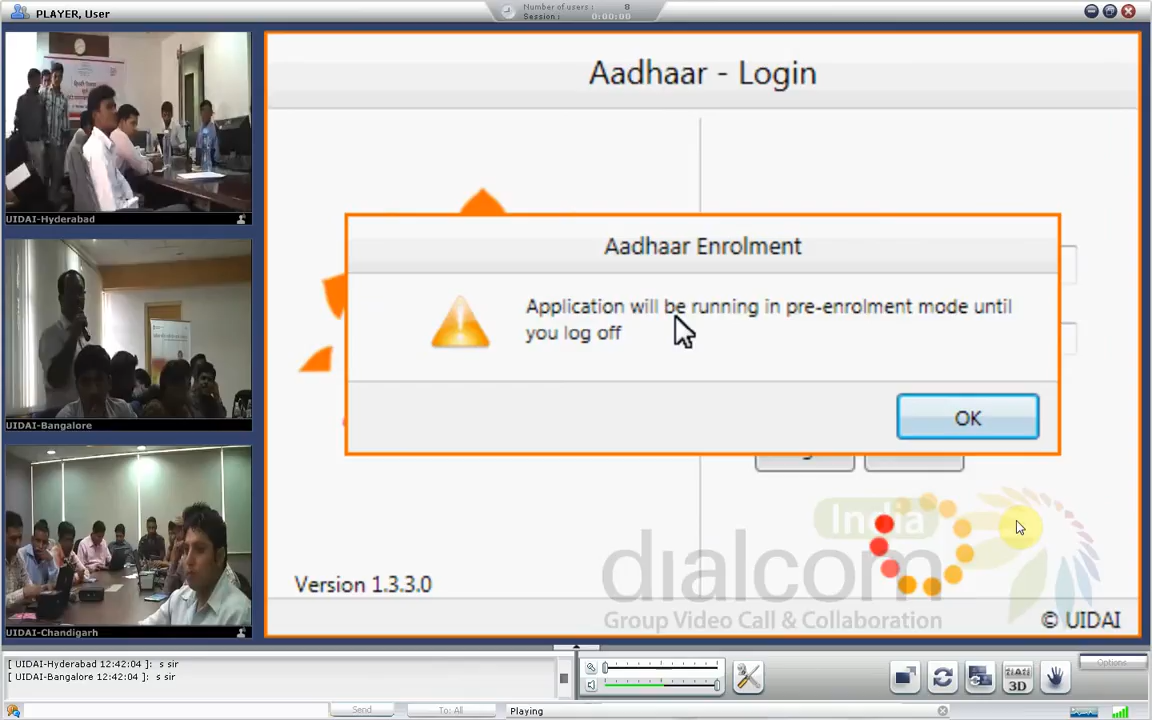 PLAYER, User
Number of users : 8
Session : 0:00:00
UIDAI-Hyderabad
UIDAI-Bangalore
UIDAI-Chandigarh
Aadhaar - Login
Aadhaar Enrolment
Application will be running in pre-enrolment mode until
you log off
OK
Version 1.3.3.0
India
dialcom
Group Video Call & Collaboration
© UIDAI
[ UIDAI-Hyderabad 12:42:04 ]: s sir
[ UIDAI-Bangalore 12:42:04 ]: s sir
Options
3D
Send
To: All
Playing